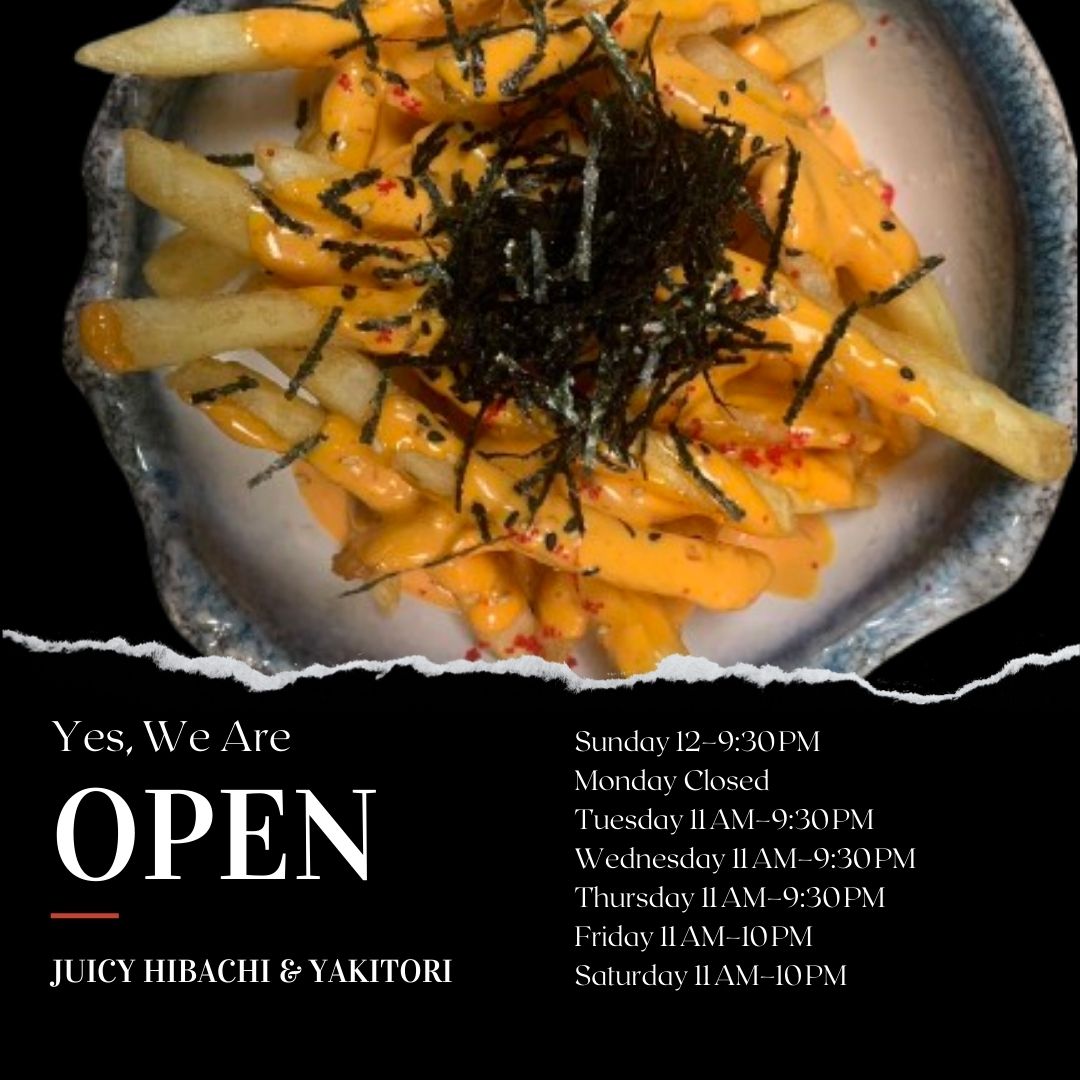 Yes, We Are
OPEN
JUICY HIBACHI & YAKITORI
Sunday 12–9:30PM
Monday Closed
Tuesday 11AM–9:30PM
Wednesday 11AM–9:30PM
Thursday 11AM–9:30PM
Friday 11AM–10PM
Saturday 11AM–10PM